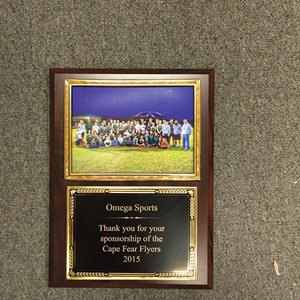 Omega Sports
Thank you for your
sponsorship of the
Cape Fear Flyers
2015